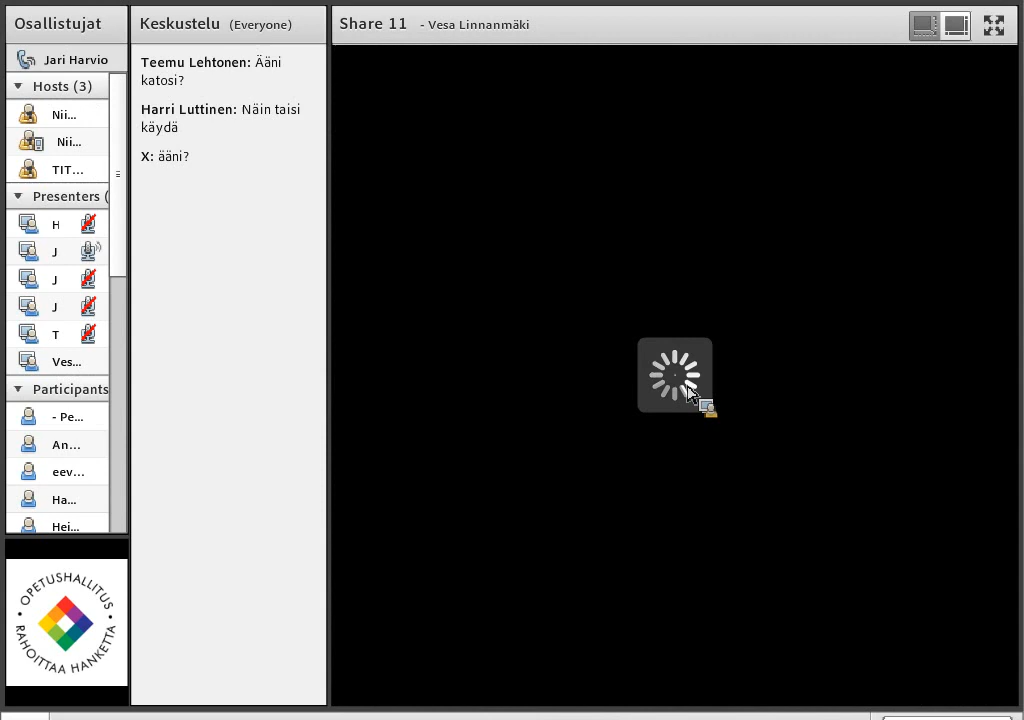 Osallistujat
Jari Harvio
Hosts (3)
Nii...
Nii...
TIT...
Presenters (
H
J
J
J
T
Ves...
Participants
- Pe...
An...
eev...
Ha...
Hei...
• OPETUSHALLITUS •
RAHOITTAA HANKETTA
Keskustelu (Everyone)
Teemu Lehtonen: Ääni
katosi?
Harri Luttinen: Näin taisi
käydä
X: ääni?
Share 11 - Vesa Linnanmäki